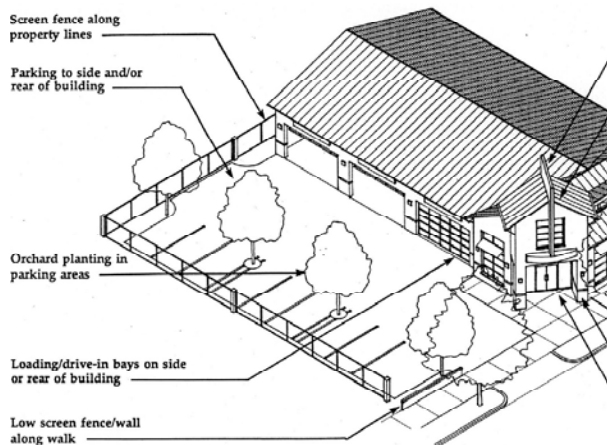 Screen fence along
property lines
Parking to side and/or
rear of building
Orchard planting in
parking areas
Loading/drive-in bays on side
or rear of building
Low screen fence/wall
along walk